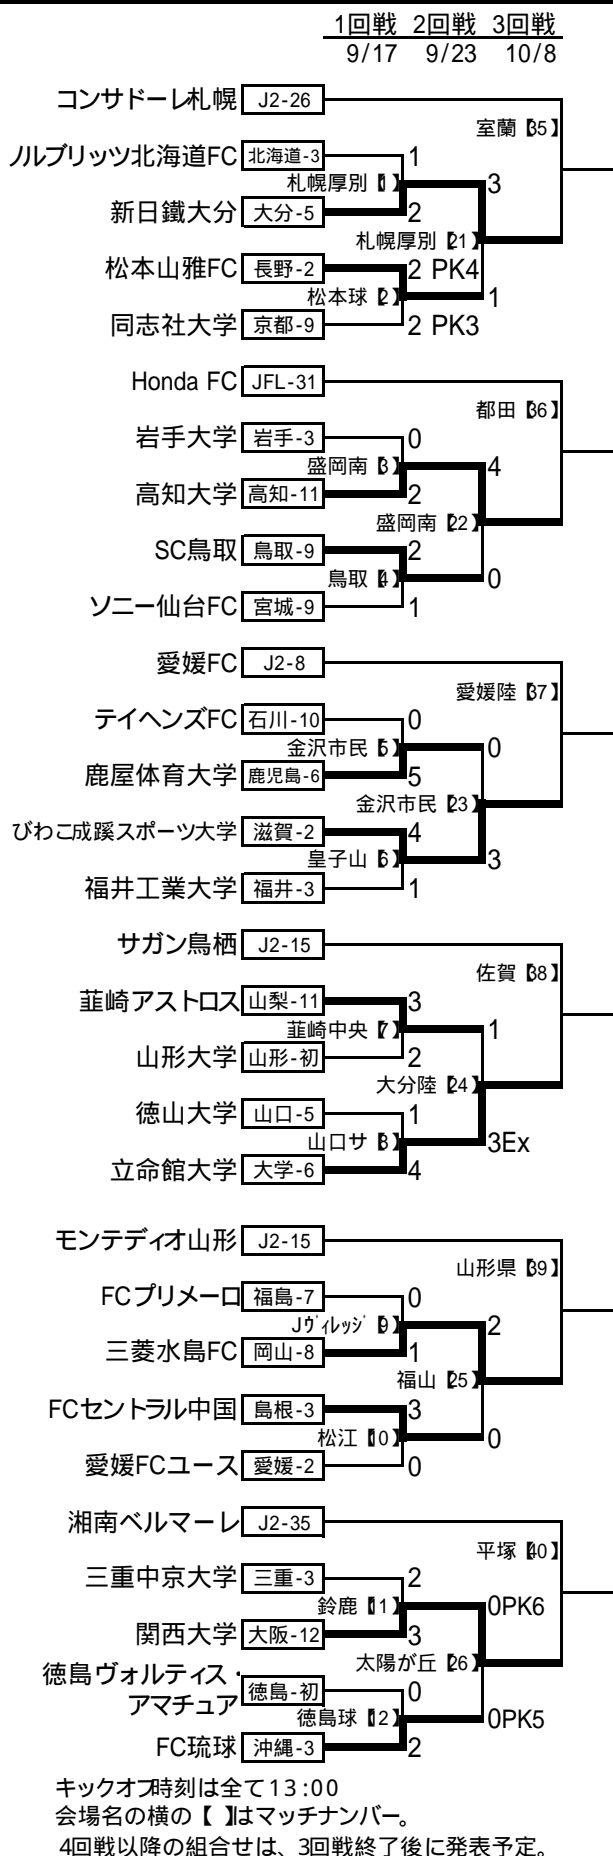 1回戦 2回戦 3回戦
9/17 9/23 10/8
コンサドーレ札幌 J2-26
室蘭【35】
ノルブリッツ北海道FC 北海道-3 1
札幌厚別【1】 3
新日鐵大分 大分-5 2
札幌厚別【21】
松本山雅FC 長野-2 2 PK4
松本球【2】 1
同志社大学 京都-9 2 PK3
Honda FC JFL-31
都田【36】
岩手大学 岩手-3 0
盛岡南【3】 4
高知大学 高知-11 2
盛岡南【22】
SC鳥取 鳥取-9 2
鳥取【4】 0
ソニー仙台FC 宮城-9 1
愛媛FC J2-8
愛媛陸【37】
テイヘンズFC 石川-10 0
金沢市民【5】 0
鹿屋体育大学 鹿児島-6 5
金沢市民【23】
びわこ成蹊スポーツ大学 滋賀-2 4
皇子山【6】 3
福井工業大学 福井-3 1
サガン鳥栖 J2-15
佐賀【38】
韮崎アストロス 山梨-11 3
韮崎中央【7】 1
山形大学 山形-初 2
大分陸【24】
徳山大学 山口-5 1
山口サ【8】 3Ex
立命館大学 大学-6 4
モンテディオ山形 J2-15
山形県【39】
FCプリメーロ 福島-7 0
Jヴィレッジ【9】 2
三菱水島FC 岡山-8 1
福山【25】
FCセントラル中国 島根-3 3
松江【10】 0
愛媛FCユース 愛媛-2 0
湘南ベルマーレ J2-35
平塚【40】
三重中京大学 三重-3 2
鈴鹿【11】 0PK6
関西大学 大阪-12 3
太陽が丘【26】
徳島ヴォルティス・
アマチュア 徳島-初 0
徳島球【12】 0PK5
FC琉球 沖縄-3 2
キックオフ時刻は全て13:00
会場名の横の【 】はマッチナンバー。
4回戦以降の組合せは、3回戦終了後に発表予定。